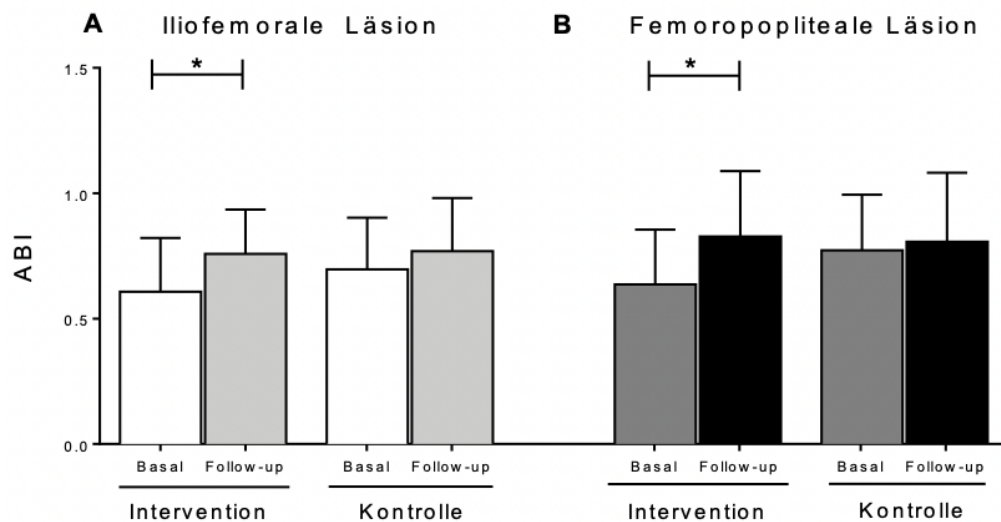 A Iliofemorale Läsion
B Femoropopliteale Läsion
1.5
1.0
0.5
0.0
ABI
*
*
Basal Follow-up Basal Follow-up
Intervention Kontrolle
Basal Follow-up Basal Follow-up
Intervention Kontrolle